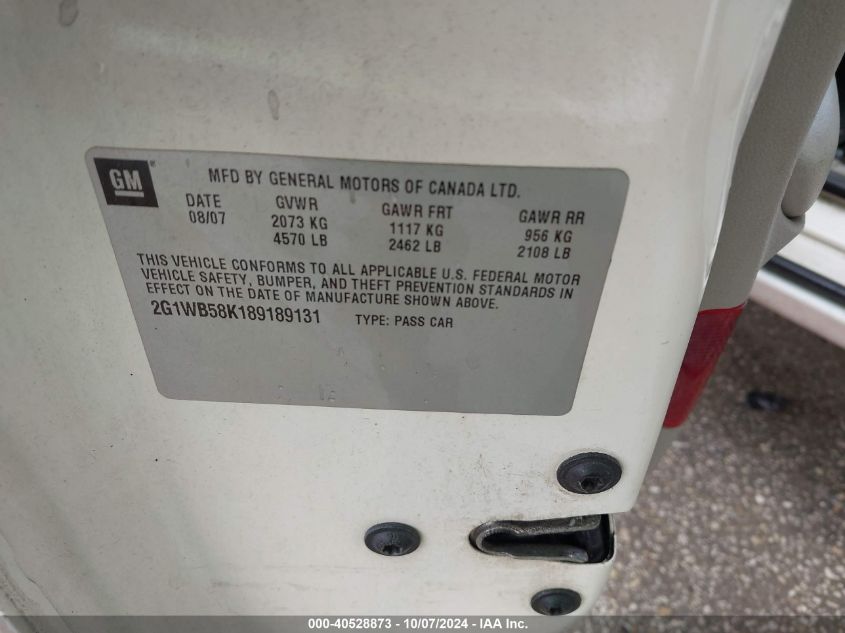 GM
MFD BY GENERAL MOTORS OF CANADA LTD.
DATE GVWR GAWR FRT GAWR RR
08/07 2073 KG 1117 KG 956 KG
4570 LB 2462 LB 2108 LB
THIS VEHICLE CONFORMS TO ALL APPLICABLE U.S. FEDERAL MOTOR
VEHICLE SAFETY, BUMPER, AND THEFT PREVENTION STANDARDS IN
EFFECT ON THE DATE OF MANUFACTURE SHOWN ABOVE.
2G1WB58K189189131 TYPE: PASS CAR
000-40528873 - 10/07/2024 - IAA Inc.